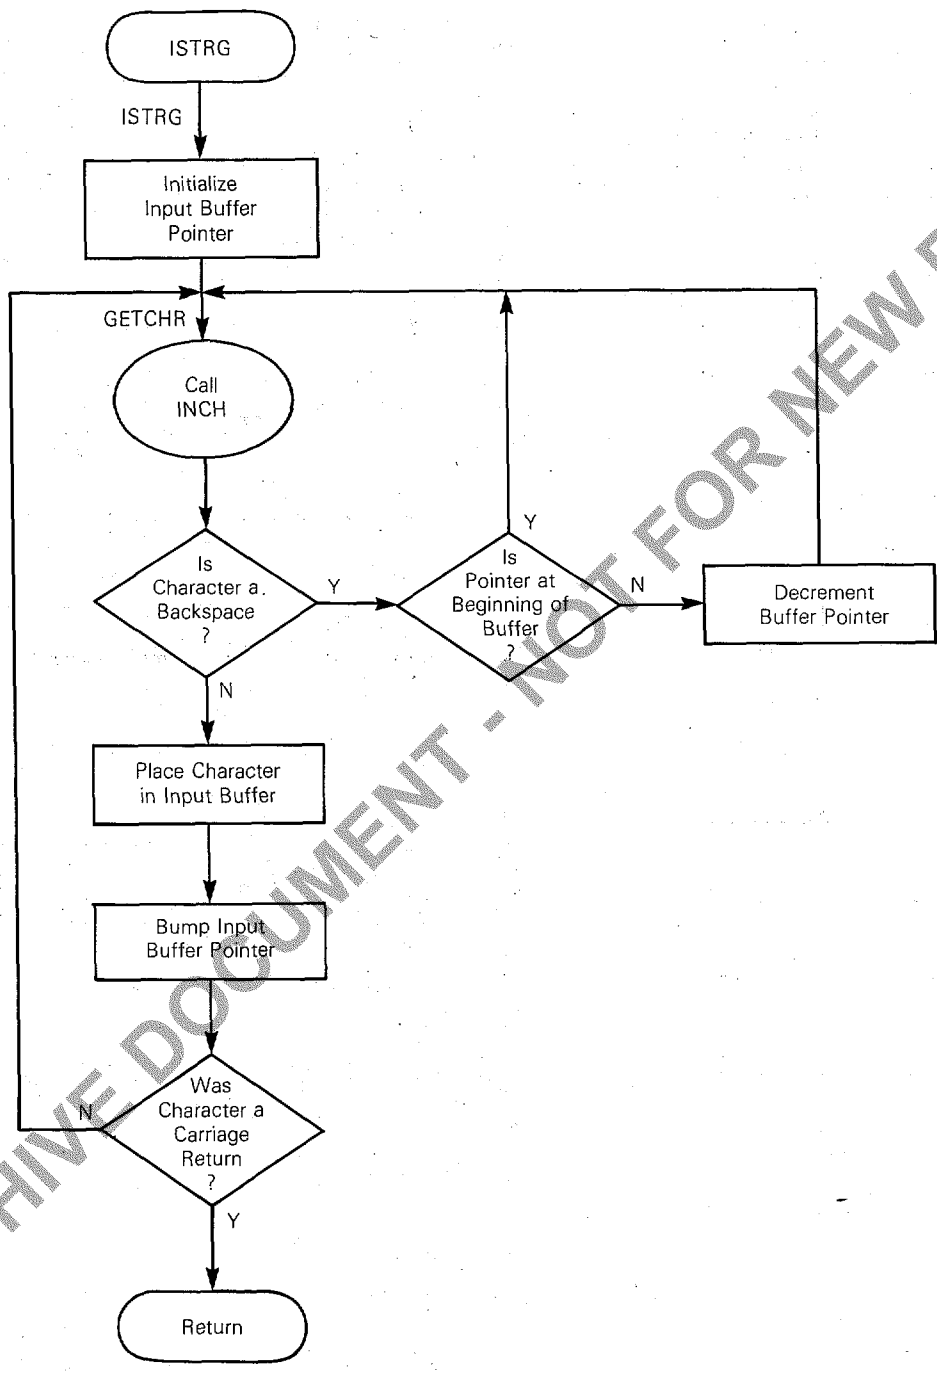 ISTRG
ISTRG
Initialize
Input Buffer
Pointer
GETCHR
Call
INCH
Is
Character a.
Backspace
?
Y
N
Is
Pointer at
Beginning of
Buffer
?
Y
N
Decrement
Buffer Pointer
Place Character
in Input Buffer
Bump Input
Buffer Pointer
Was
Character a
Carriage
Return
?
N
Y
Return
HIVE DOCUMENT - NOT FOR NEW